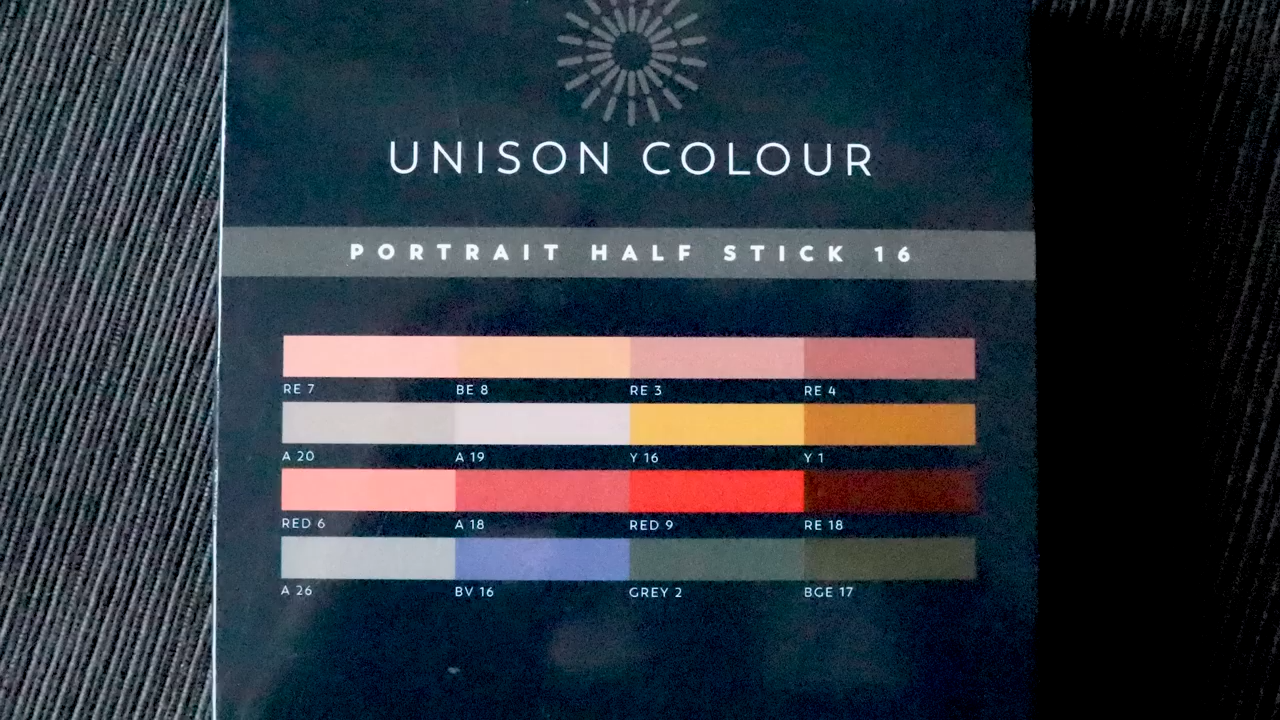 UNISON COLOUR
PORTRAIT HALF STICK 16
RE 7 BE 8 RE 3 RE 4
A 20 A 19 Y 16 Y 1
RED 6 A 18 RED 9 RE 18
A 26 BV 16 GREY 2 BGE 17